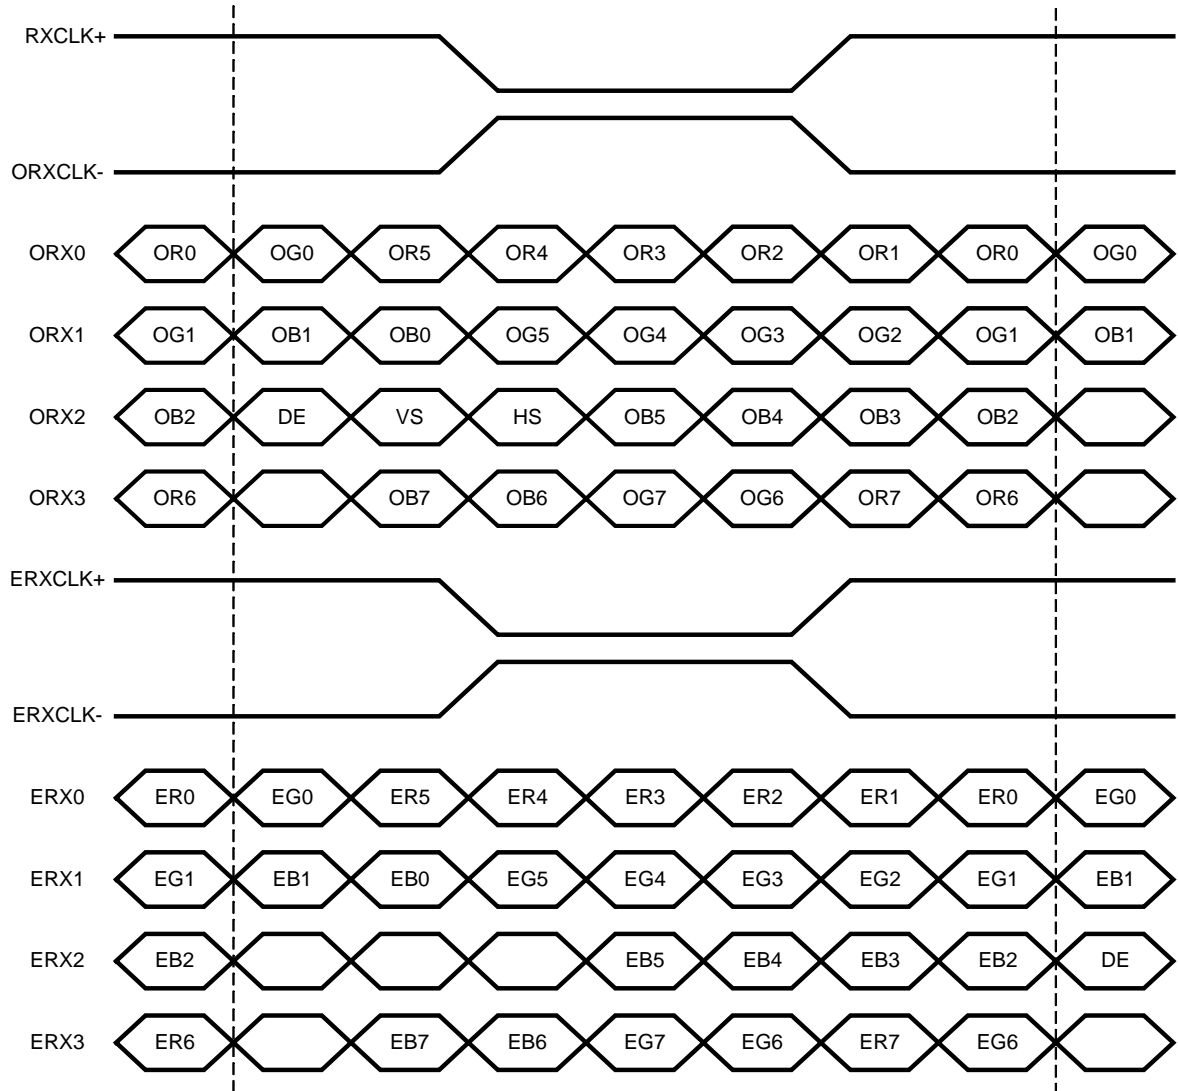 RXCLK+
ORXCLK-
ORX0 OR0 OG0 OR5 OR4 OR3 OR2 OR1 OR0 OG0
ORX1 OG1 OB1 OB0 OG5 OG4 OG3 OG2 OG1 OB1
ORX2 OB2 DE VS HS OB5 OB4 OB3 OB2
ORX3 OR6 OB7 OB6 OG7 OG6 OR7 OR6
ERXCLK+
ERXCLK-
ERX0 ER0 EG0 ER5 ER4 ER3 ER2 ER1 ER0 EG0
ERX1 EG1 EB1 EB0 EG5 EG4 EG3 EG2 EG1 EB1
ERX2 EB2 EB5 EB4 EB3 EB2 DE
ERX3 ER6 EB7 EB6 EG7 EG6 ER7 EG6